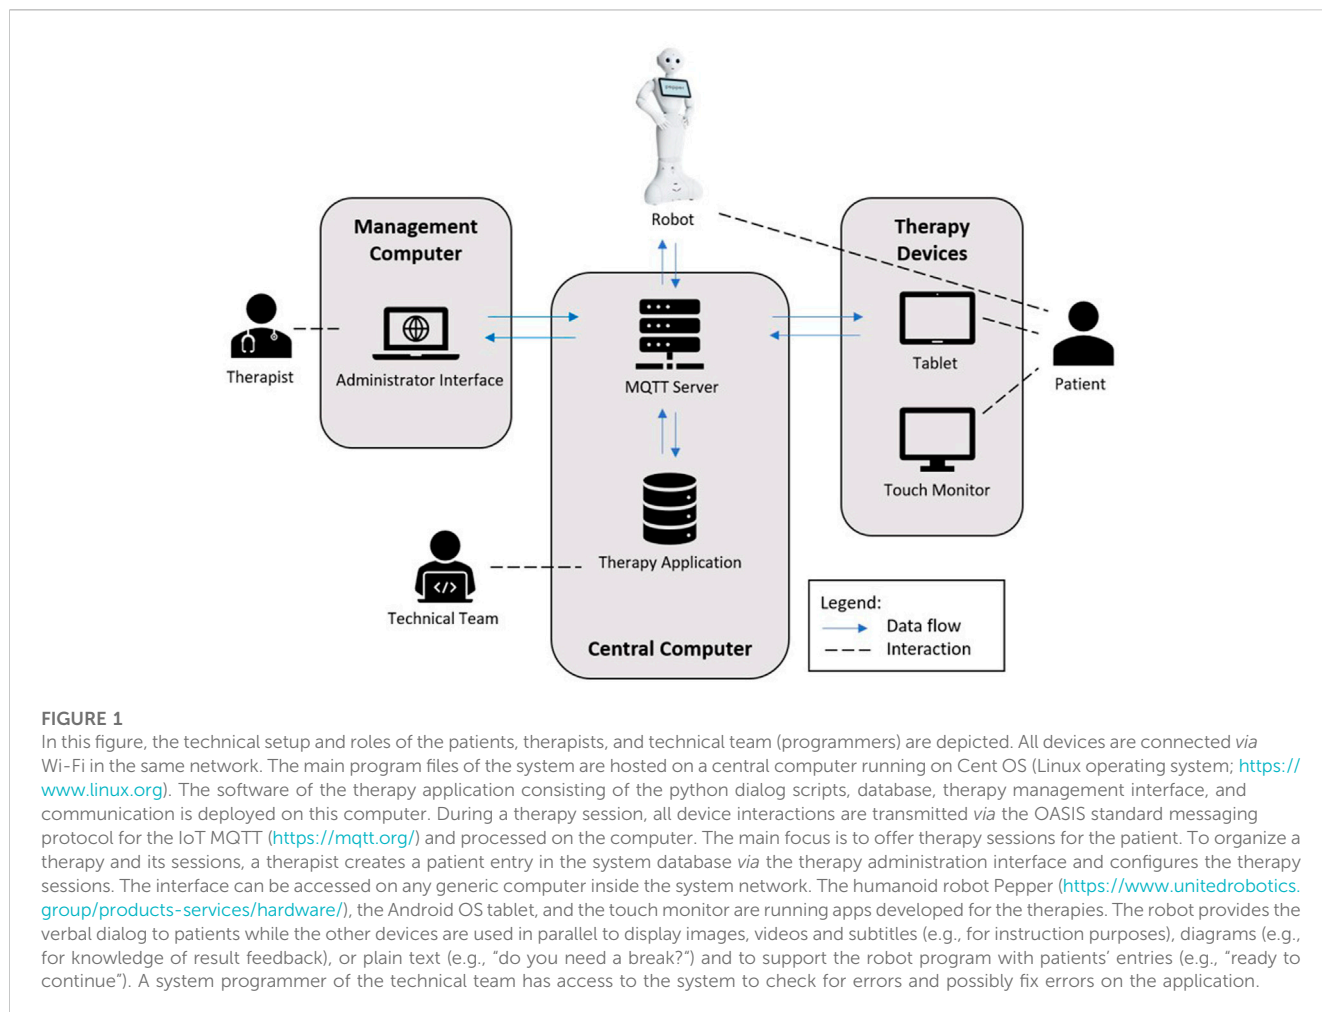 pepper
Robot
Management
Computer
Therapy
Devices
Therapist
Administrator Interface
MQTT Server
Tablet
Patient
Touch Monitor
Therapy Application
</>
Technical Team
Central Computer
Legend:
Data flow
Interaction
FIGURE 1
In this figure, the technical setup and roles of the patients, therapists, and technical team (programmers) are depicted. All devices are connected via
Wi-Fi in the same network. The main program files of the system are hosted on a central computer running on Cent OS (Linux operating system; https://
www.linux.org). The software of the therapy application consisting of the python dialog scripts, database, therapy management interface, and
communication is deployed on this computer. During a therapy session, all device interactions are transmitted via the OASIS standard messaging
protocol for the IoT MQTT (https://mqtt.org/) and processed on the computer. The main focus is to offer therapy sessions for the patient. To organize a
therapy and its sessions, a therapist creates a patient entry in the system database via the therapy administration interface and configures the therapy
sessions. The interface can be accessed on any generic computer inside the system network. The humanoid robot Pepper (https://www.unitedrobotics.
group/products-services/hardware/), the Android OS tablet, and the touch monitor are running apps developed for the therapies. The robot provides the
verbal dialog to patients while the other devices are used in parallel to display images, videos and subtitles (e.g., for instruction purposes), diagrams (e.g.,
for knowledge of result feedback), or plain text (e.g., “do you need a break?”) and to support the robot program with patients’ entries (e.g., “ready to
continue”). A system programmer of the technical team has access to the system to check for errors and possibly fix errors on the application.